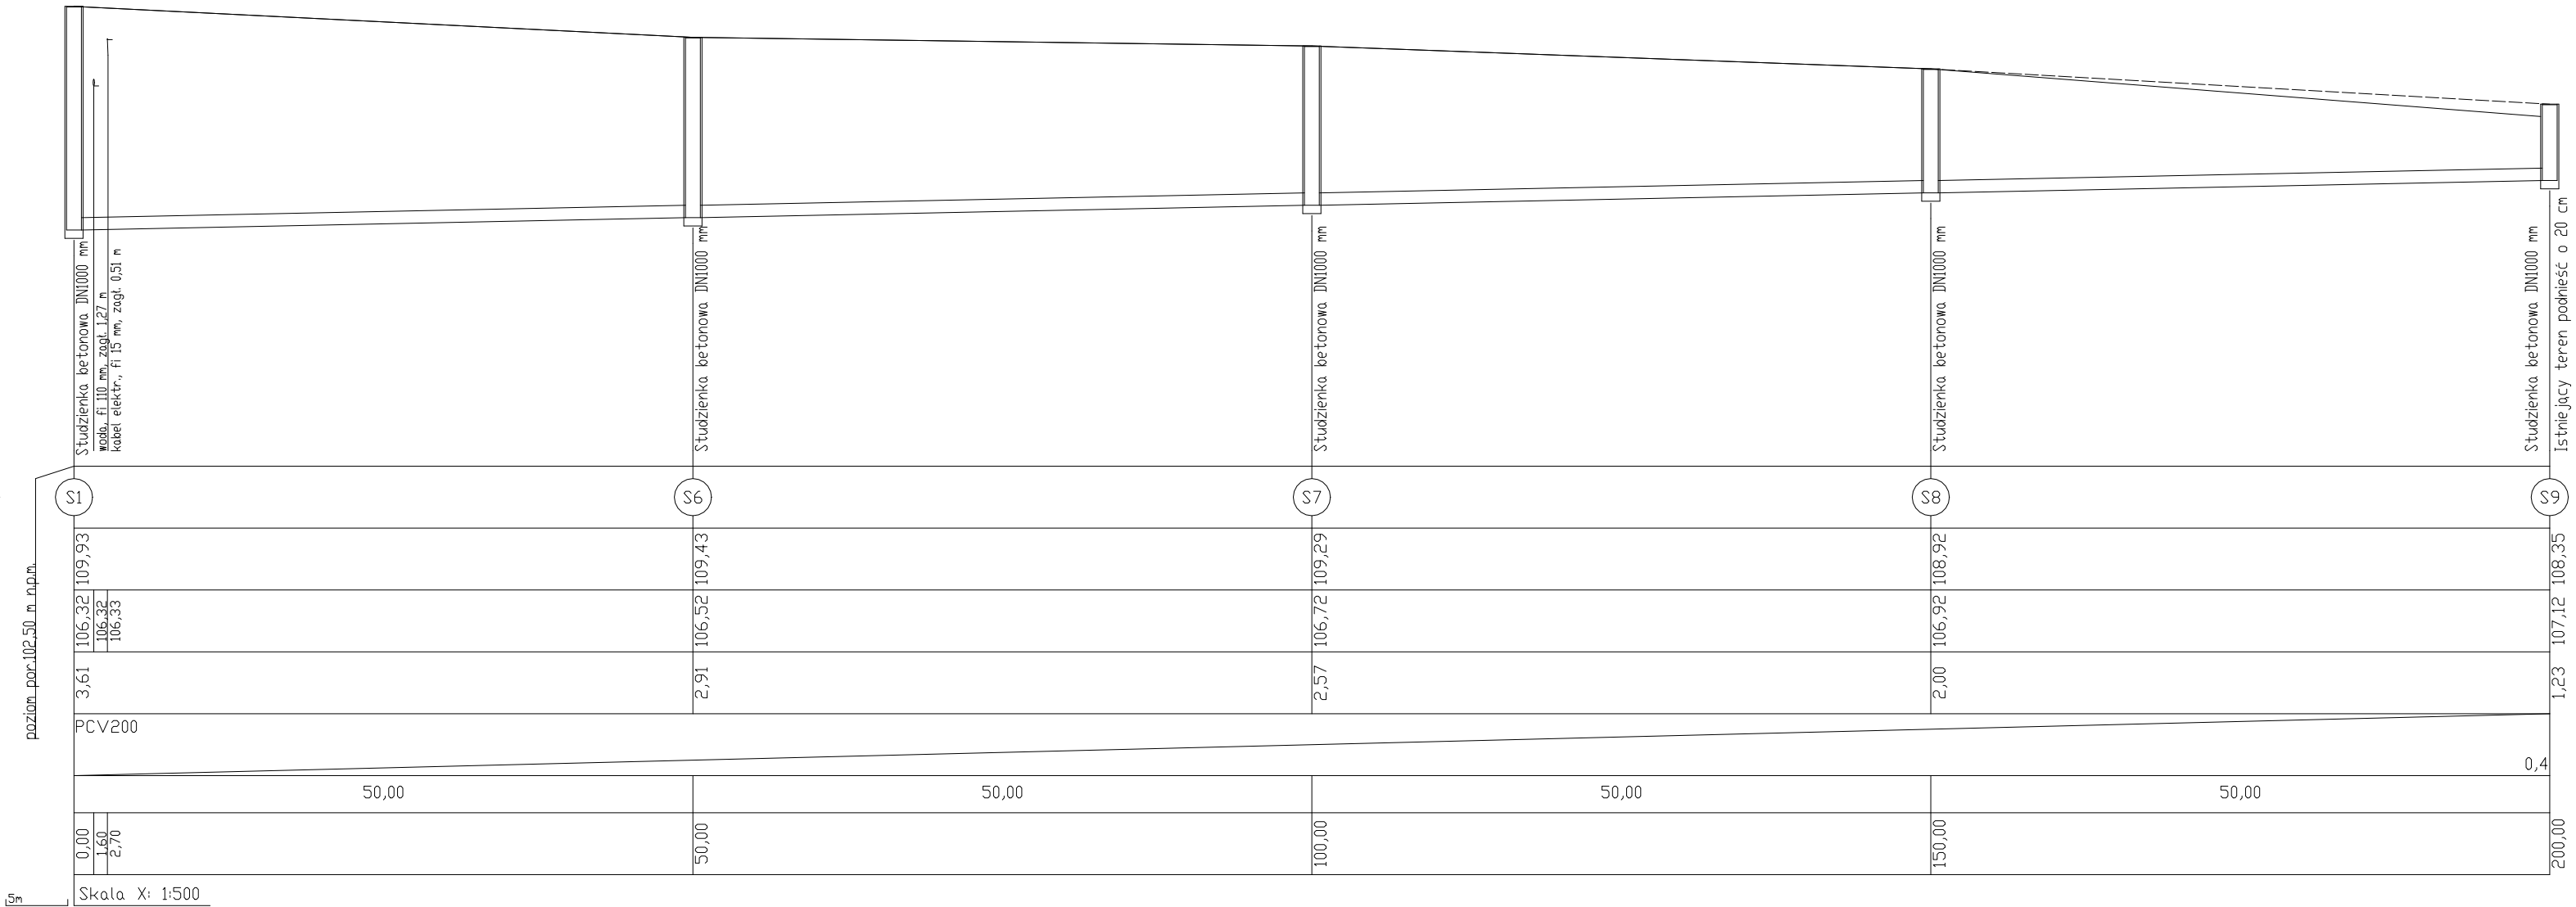 Studzienka betonowa DN1000 mm
woda, fi 110 mm, zagł. 1,27 m
kabel elektr., fi 15 mm, zagł. 0,51 m
Studzienka betonowa DN1000 mm
Studzienka betonowa DN1000 mm
Studzienka betonowa DN1000 mm
Studzienka betonowa DN1000 mm
Istniejący teren podnieść o 20 cm
poziom por.102,50 m n.p.m.
S1 S6 S7 S8 S9
109,93 109,43 109,29 108,92 108,35
106,32 106,32 106,33 106,52 106,72 106,92 107,12
3,61 2,91 2,57 2,00 1,23
PCV200
0,4
50,00 50,00 50,00 50,00
0,00 1,60 2,70 50,00 100,00 150,00 200,00
5m
Skala X: 1:500